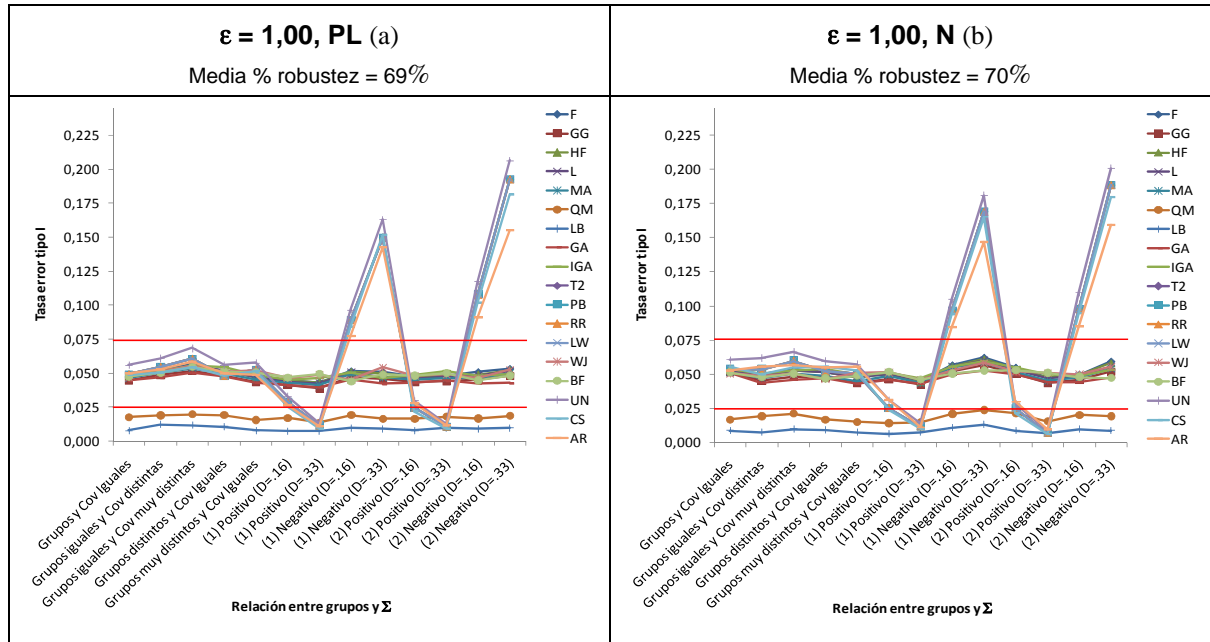 ε = 1,00, PL (a)
Media % robustez = 69%
Tasa error tipo I
0,225
0,200
0,175
0,150
0,125
0,100
0,075
0,050
0,025
0,000
Grupos y Cov Iguales
Grupos iguales y Cov distintas
Grupos iguales y Cov muy distintas
Grupos distintos y Cov Iguales
Grupos muy distintos y Cov Iguales
(1) Positivo (D=.16)
(1) Positivo (D=.33)
(1) Negativo (D=.16)
(1) Negativo (D=.33)
(2) Positivo (D=.16)
(2) Positivo (D=.33)
(2) Negativo (D=.16)
(2) Negativo (D=.33)
Relación entre grupos y Σ
F
GG
HF
L
MA
QM
LB
GA
IGA
T2
PB
RR
LW
WJ
BF
UN
CS
AR
ε = 1,00, N (b)
Media % robustez = 70%
Tasa error tipo I
0,225
0,200
0,175
0,150
0,125
0,100
0,075
0,050
0,025
0,000
Grupos y Cov Iguales
Grupos iguales y Cov distintas
Grupos iguales y Cov muy distintas
Grupos distintos y Cov Iguales
Grupos muy distintos y Cov Iguales
(1) Positivo (D=.16)
(1) Positivo (D=.33)
(1) Negativo (D=.16)
(1) Negativo (D=.33)
(2) Positivo (D=.16)
(2) Positivo (D=.33)
(2) Negativo (D=.16)
(2) Negativo (D=.33)
Relación entre grupos y Σ
F
GG
HF
L
MA
QM
LB
GA
IGA
T2
PB
RR
LW
WJ
BF
UN
CS
AR